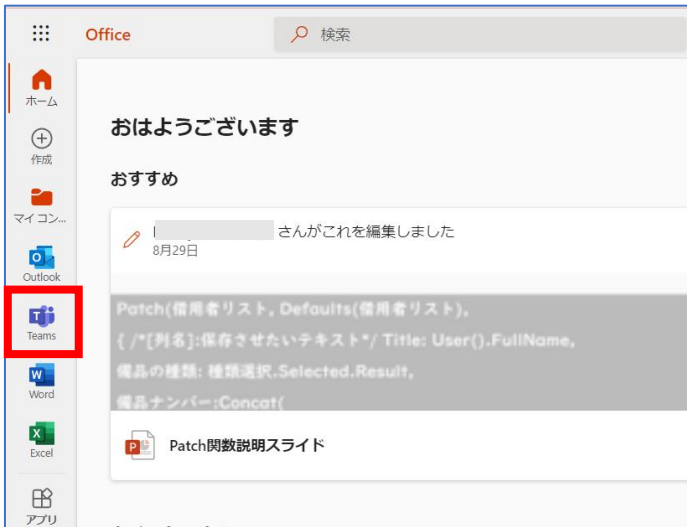 Office
検索
ホーム
作成
マイ コン...
Outlook
Teams
Word
Excel
アプリ
おはようございます
おすすめ
さんがこれを編集しました
8月29日
Patch(借用者リスト, Defaults(借用者リスト),
{ /*[列名]:保存させたいテキスト*/ Title: User().FullName,
備品の種類: 種類選択.Selected.Result,
備品ナンバー:Concat(
Patch関数説明スライド